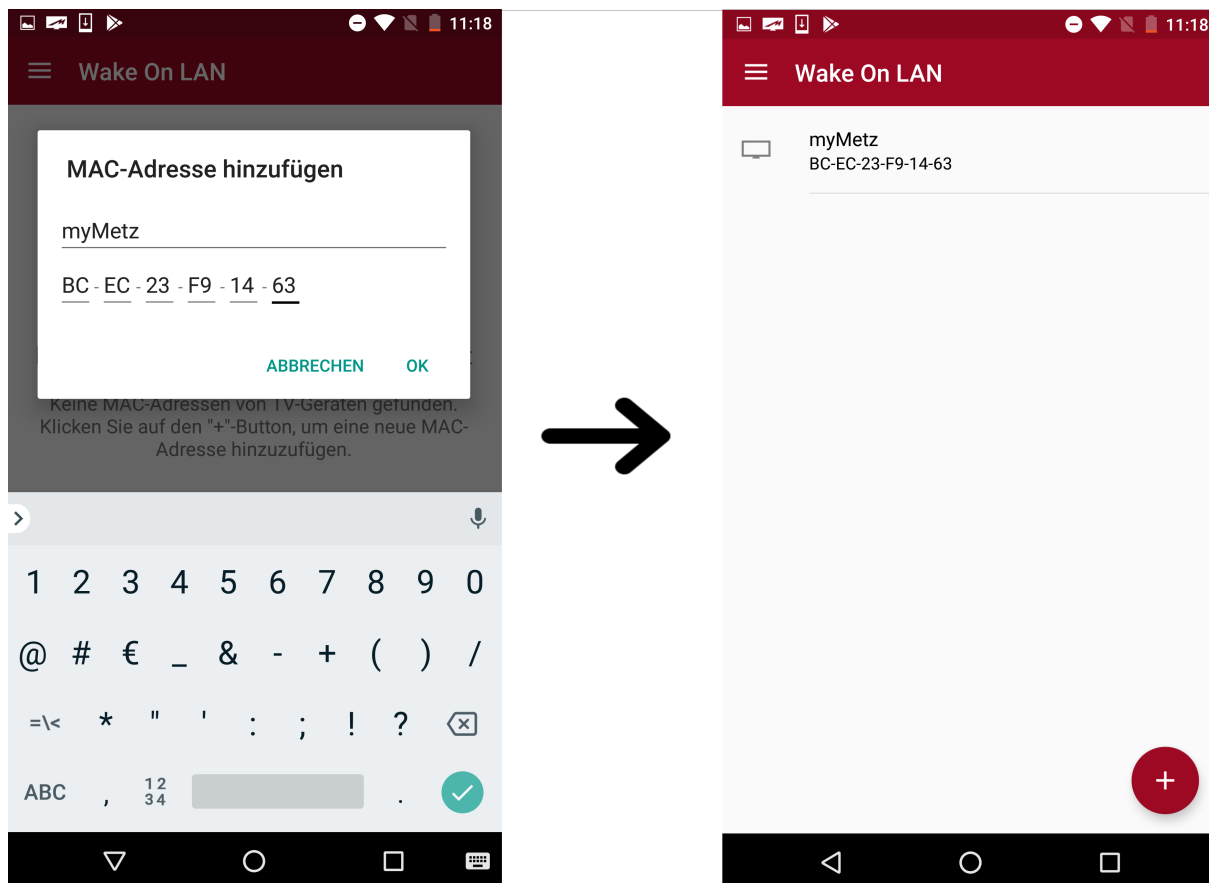 11:18
Wake On LAN
MAC-Adresse hinzufügen
myMetz
BC - EC - 23 - F9 - 14 - 63
ABBRECHEN OK
Keine MAC-Adressen von TV-Geräten gefunden.
Klicken Sie auf den "+"-Button, um eine neue MAC-
Adresse hinzuzufügen.
1 2 3 4 5 6 7 8 9 0
@ # € _ & - + ( ) /
=\< * " ' : ; ! ?
ABC , 12 34 .
11:18
Wake On LAN
myMetz
BC-EC-23-F9-14-63
+